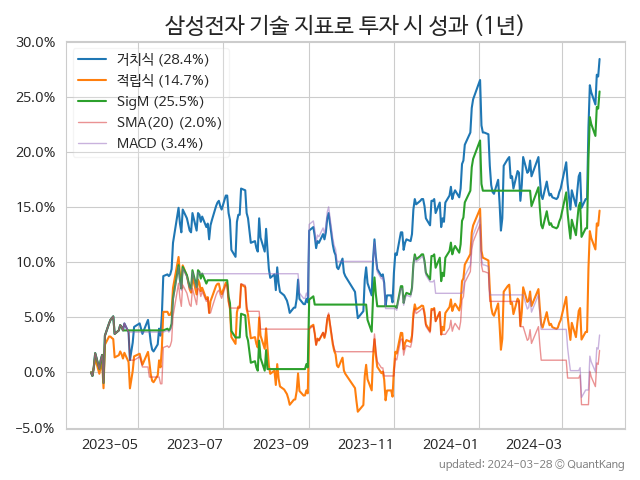 삼성전자 기술 지표로 투자 시 성과 (1년)
30.0%
25.0%
20.0%
15.0%
10.0%
5.0%
0.0%
−5.0%
거치식 (28.4%)
적립식 (14.7%)
SigM (25.5%)
SMA(20) (2.0%)
MACD (3.4%)
2023-05 2023-07 2023-09 2023-11 2024-01 2024-03
updated: 2024-03-28 © QuantKang